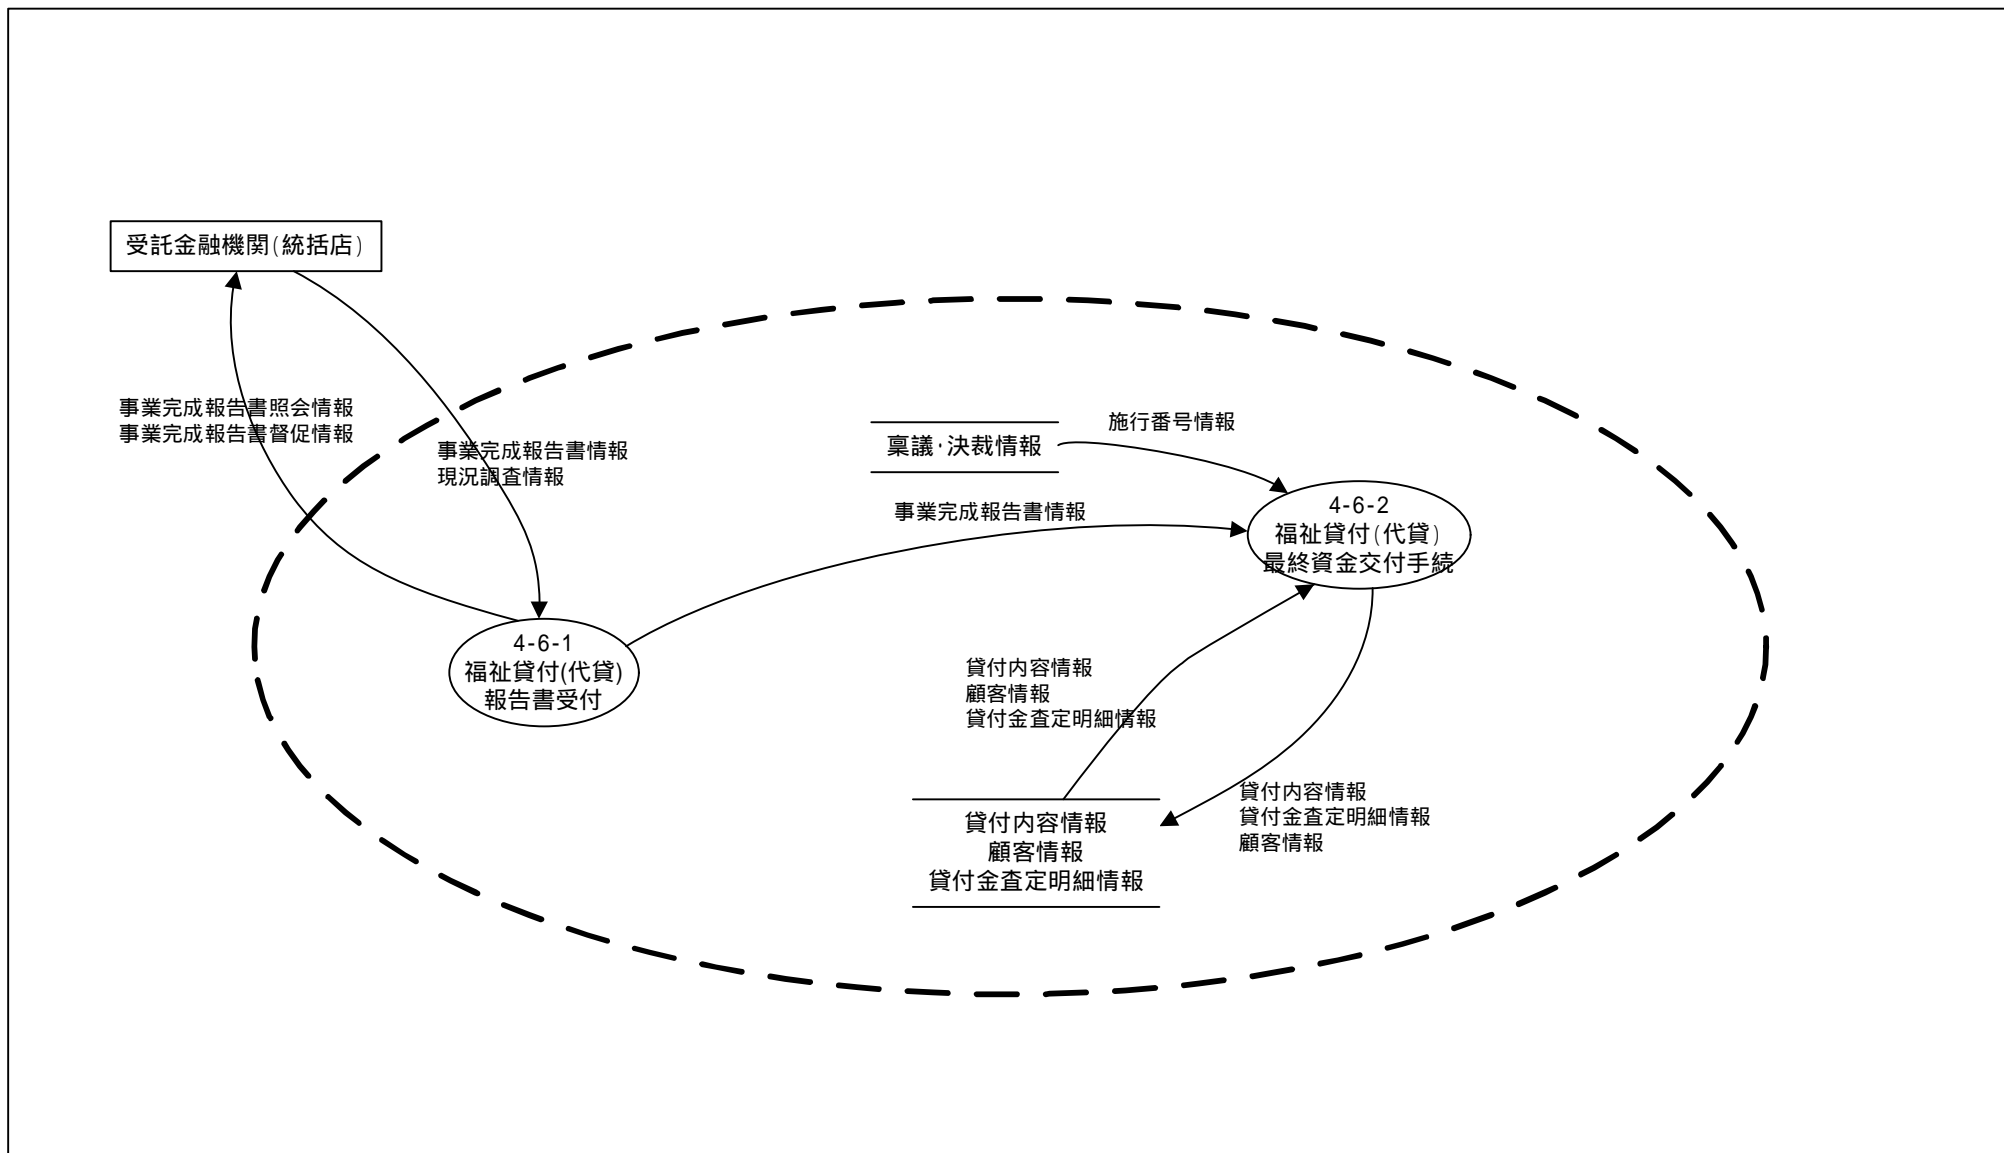 受託金融機関(統括店)
事業完成報告書照会情報
事業完成報告書督促情報
事業完成報告書情報
現況調査情報
稟議・決裁情報
施行番号情報
事業完成報告書情報
4-6-2
福祉貸付(代貸)
最終資金交付手続
4-6-1
福祉貸付(代貸)
報告書受付
貸付内容情報
顧客情報
貸付金査定明細情報
貸付内容情報
貸付金査定明細情報
顧客情報
貸付内容情報
顧客情報
貸付金査定明細情報